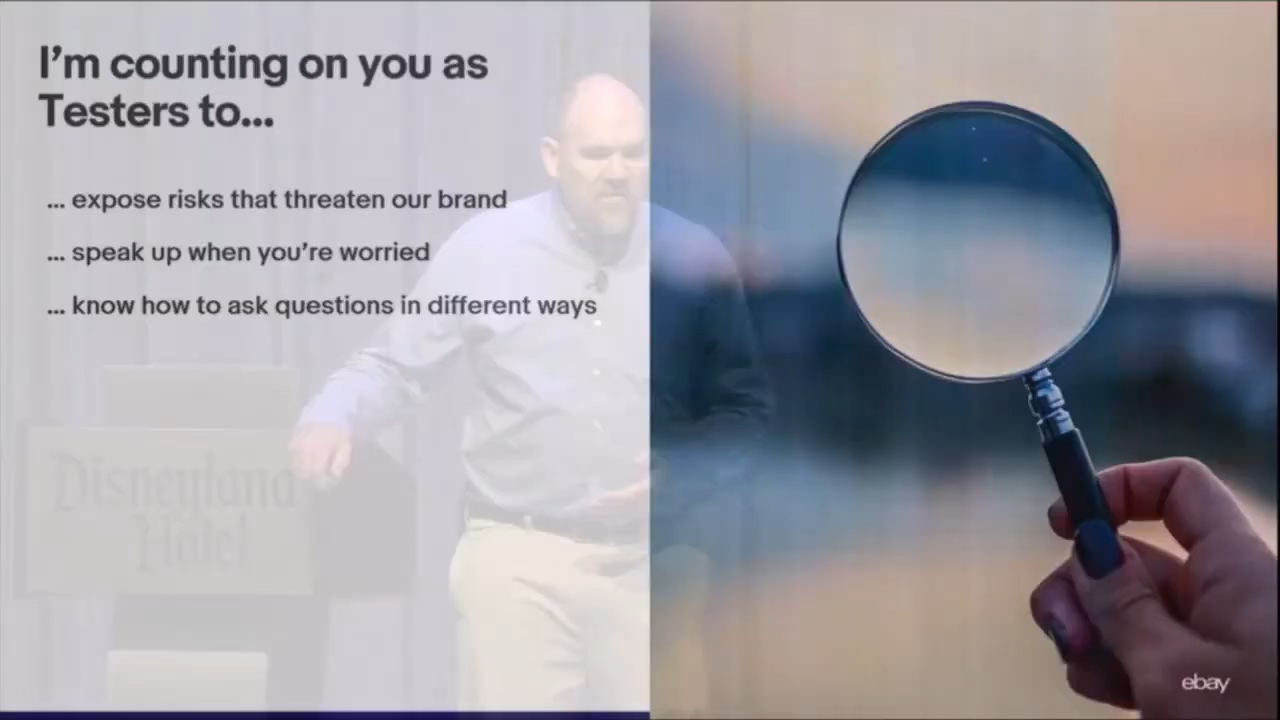 I’m counting on you as
Testers to...
... expose risks that threaten our brand
... speak up when you’re worried
... know how to ask questions in different ways
Disneyland
Hotel
ebay